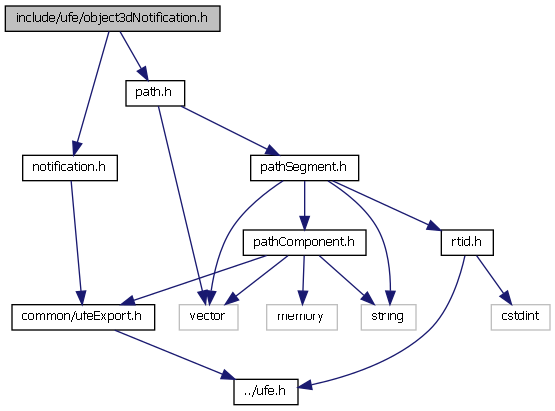 include/ufe/object3dNotification.h
path.h
notification.h
pathSegment.h
pathComponent.h
rtid.h
common/ufeExport.h
vector
memory
string
cstdint
../ufe.h